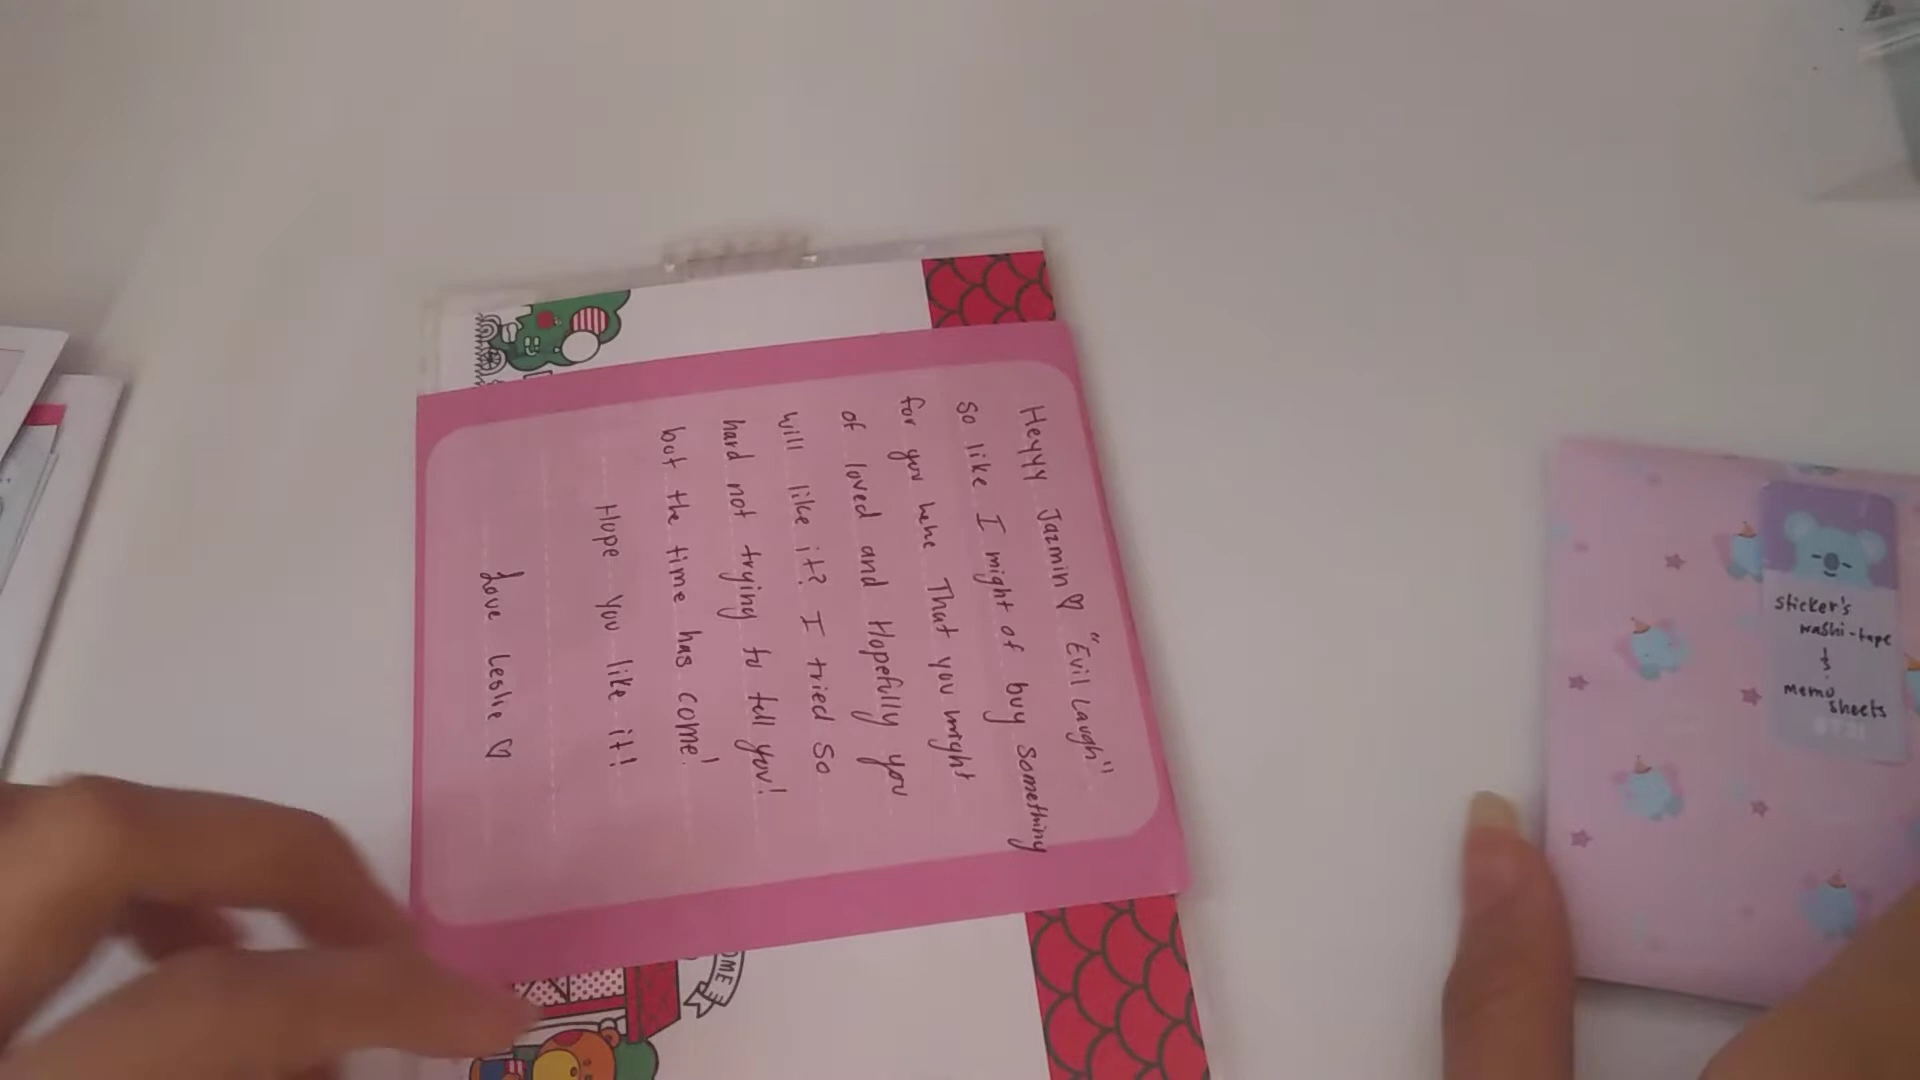 Heyyy Jazmin♡ "Evil Laugh"
So like I might of buy something
for you hehe That you might
of loved and Hopefully you
will like it? I tried so
hard not trying to tell you!
but the time has come!
Hope you like it!
Love Leslie ♡
OME
sticker's
washi-tape
&
memo
sheets